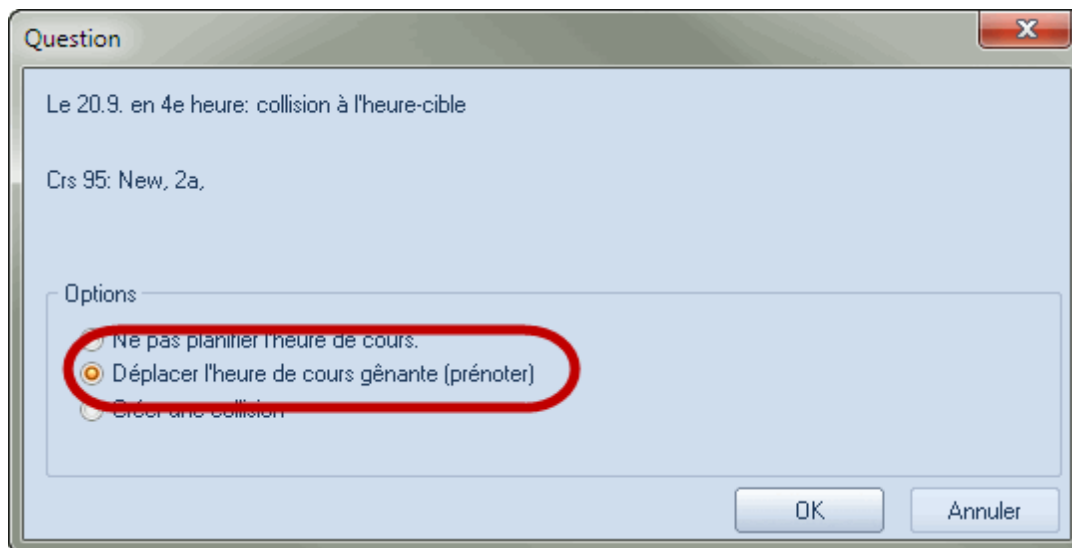 Question
Le 20.9. en 4e heure: collision à l'heure-cible
Crs 95: New, 2a,
Options
Ne pas planifier l'heure de cours.
Déplacer l'heure de cours gênante (prénoter)
Créer une collision
OK
Annuler